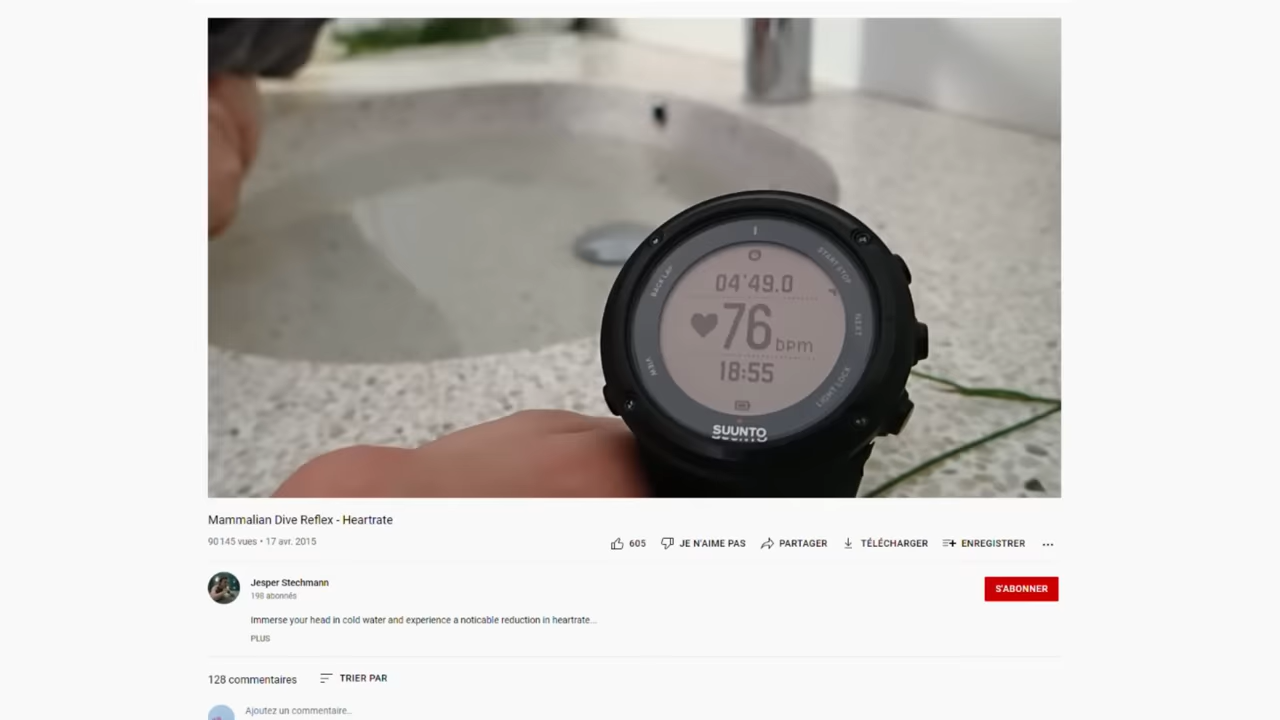 START STOP
BACK LAP
04'49.0
NEXT
76 bpm
18:55
VIEW
LIGHT LOCK
SUUNTO
Mammalian Dive Reflex - Heartrate
90 145 vues • 17 avr. 2015
605
JE N'AIME PAS
PARTAGER
TÉLÉCHARGER
ENREGISTRER
...
Jesper Stechmann
198 abonnés
S'ABONNER
Immerse your head in cold water and experience a noticable reduction in heartrate...
PLUS
128 commentaires
TRIER PAR
Ajoutez un commentaire...